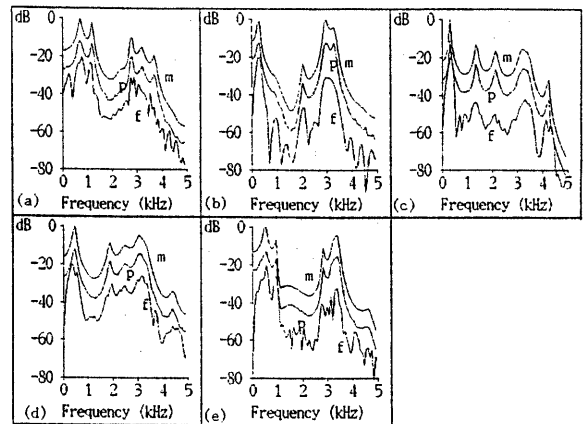 dB dB dB
0 0 0
-20 -20 -20
-40 -40 -40
-60 -60 -60
-80 -80 -80
m p f
m p f
m p f
0 1 2 3 4 5 0 1 2 3 4 5 0 1 2 3 4 5
(a) Frequency (kHz) (b) Frequency (kHz) (c) Frequency (kHz)
dB dB
0 0
-20 -20
-40 -40
-60 -60
-80 -80
m p f
m p f
0 1 2 3 4 5 0 1 2 3 4 5
(d) Frequency (kHz) (e) Frequency (kHz)